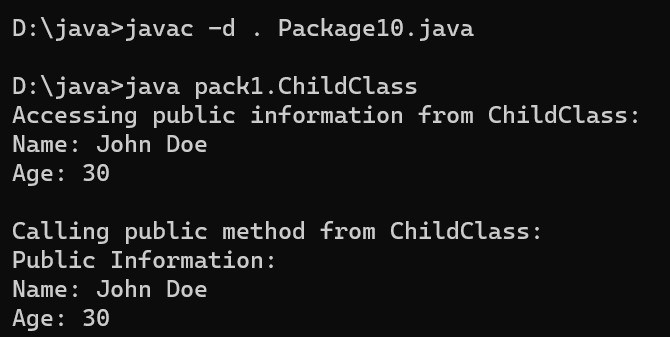 D:\java>javac -d . Package10.java
D:\java>java pack1.ChildClass
Accessing public information from ChildClass:
Name: John Doe
Age: 30
Calling public method from ChildClass:
Public Information:
Name: John Doe
Age: 30